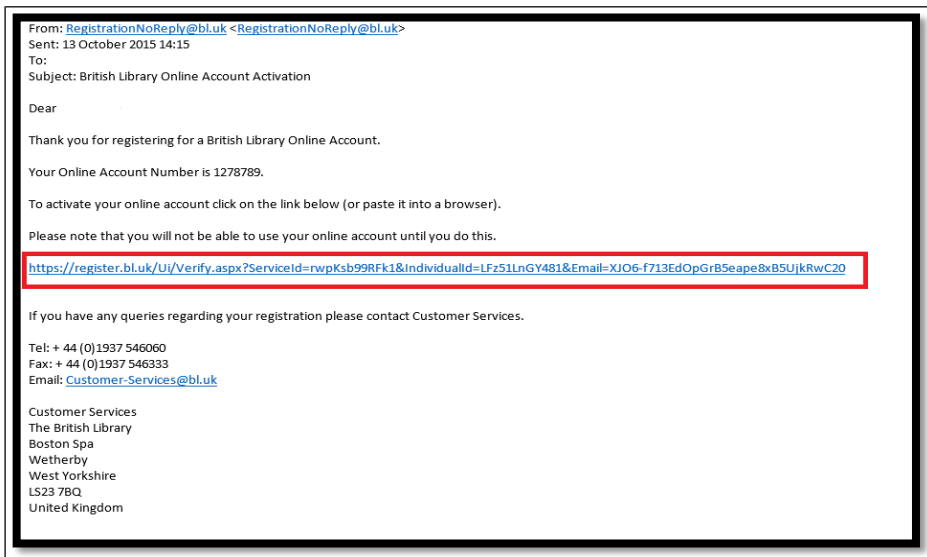 From: RegistrationNoReply@bl.uk <RegistrationNoReply@bl.uk>
Sent: 13 October 2015 14:15
To:
Subject: British Library Online Account Activation
Dear
Thank you for registering for a British Library Online Account.
Your Online Account Number is 1278789.
To activate your online account click on the link below (or paste it into a browser).
Please note that you will not be able to use your online account until you do this.
https://register.bl.uk/Ui/Verify.aspx?ServiceId=rwpKsb99RFk1&IndividualId=LFz51LnGY481&Email=XJO6-f713EdOpGrB5eape8xB5UjkRwC20
If you have any queries regarding your registration please contact Customer Services.
Tel: + 44 (0)1937 546060
Fax: + 44 (0)1937 546333
Email: Customer-Services@bl.uk
Customer Services
The British Library
Boston Spa
Wetherby
West Yorkshire
LS23 7BQ
United Kingdom